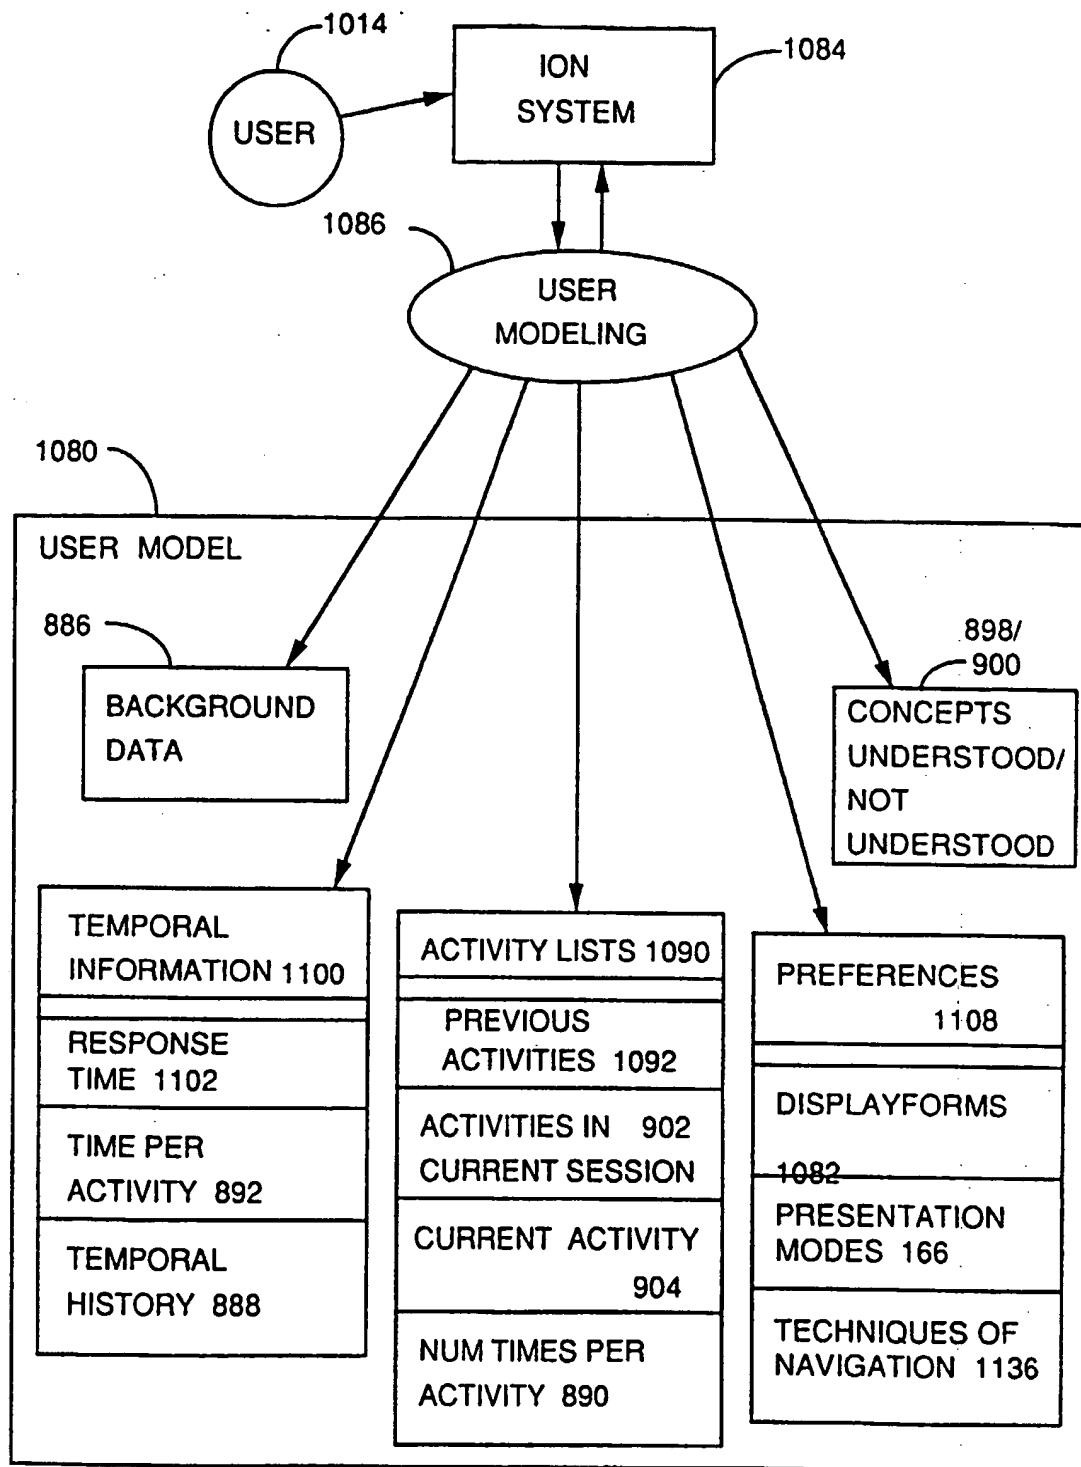 1014
USER
ION
SYSTEM
1084
1086
USER
MODELING
1080
USER MODEL
886
BACKGROUND
DATA
898/
900
CONCEPTS
UNDERSTOOD/
NOT
UNDERSTOOD
TEMPORAL
INFORMATION 1100
RESPONSE
TIME 1102
TIME PER
ACTIVITY 892
TEMPORAL
HISTORY 888
ACTIVITY LISTS 1090
PREVIOUS
ACTIVITIES 1092
ACTIVITIES IN 902
CURRENT SESSION
CURRENT ACTIVITY
904
NUM TIMES PER
ACTIVITY 890
PREFERENCES
1108
DISPLAYFORMS
1082
PRESENTATION
MODES 166
TECHNIQUES OF
NAVIGATION 1136